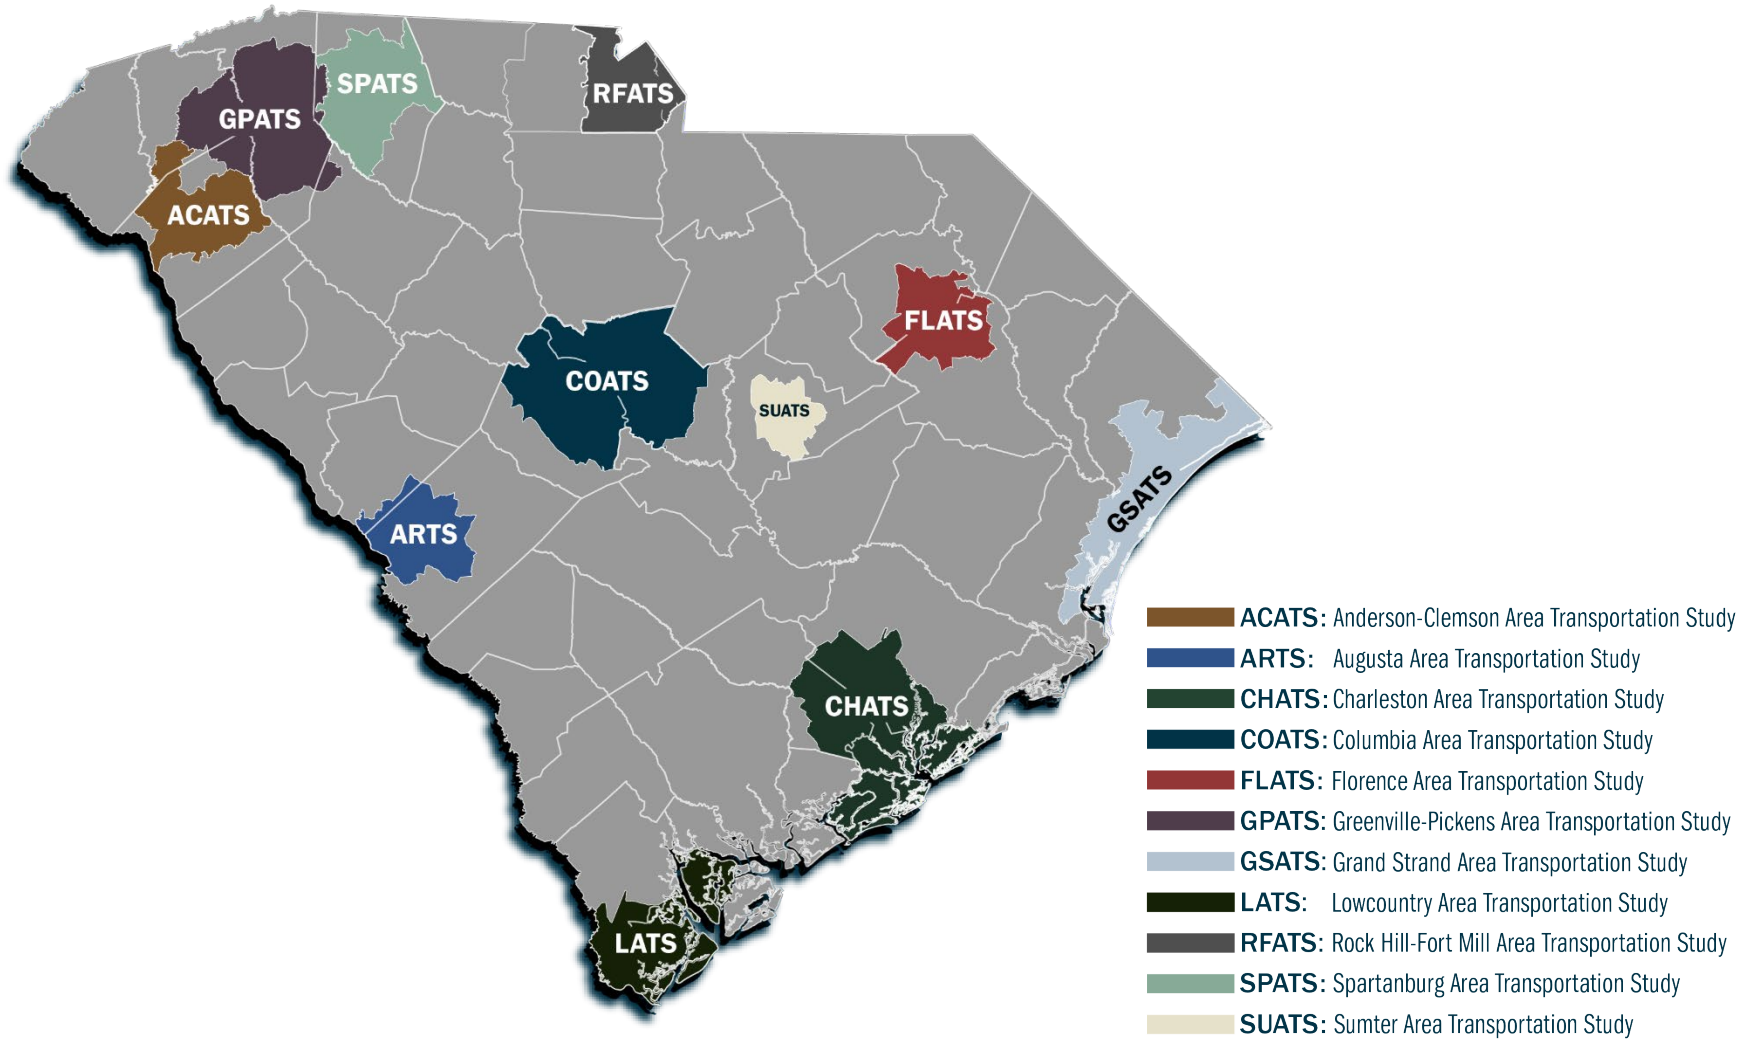 SPATS
RFATS
GPATS
ACATS
FLATS
COATS
SUATS
GSATS
ARTS
CHATS
LATS
ACATS: Anderson-Clemson Area Transportation Study
ARTS: Augusta Area Transportation Study
CHATS: Charleston Area Transportation Study
COATS: Columbia Area Transportation Study
FLATS: Florence Area Transportation Study
GPATS: Greenville-Pickens Area Transportation Study
GSATS: Grand Strand Area Transportation Study
LATS: Lowcountry Area Transportation Study
RFATS: Rock Hill-Fort Mill Area Transportation Study
SPATS: Spartanburg Area Transportation Study
SUATS: Sumter Area Transportation Study